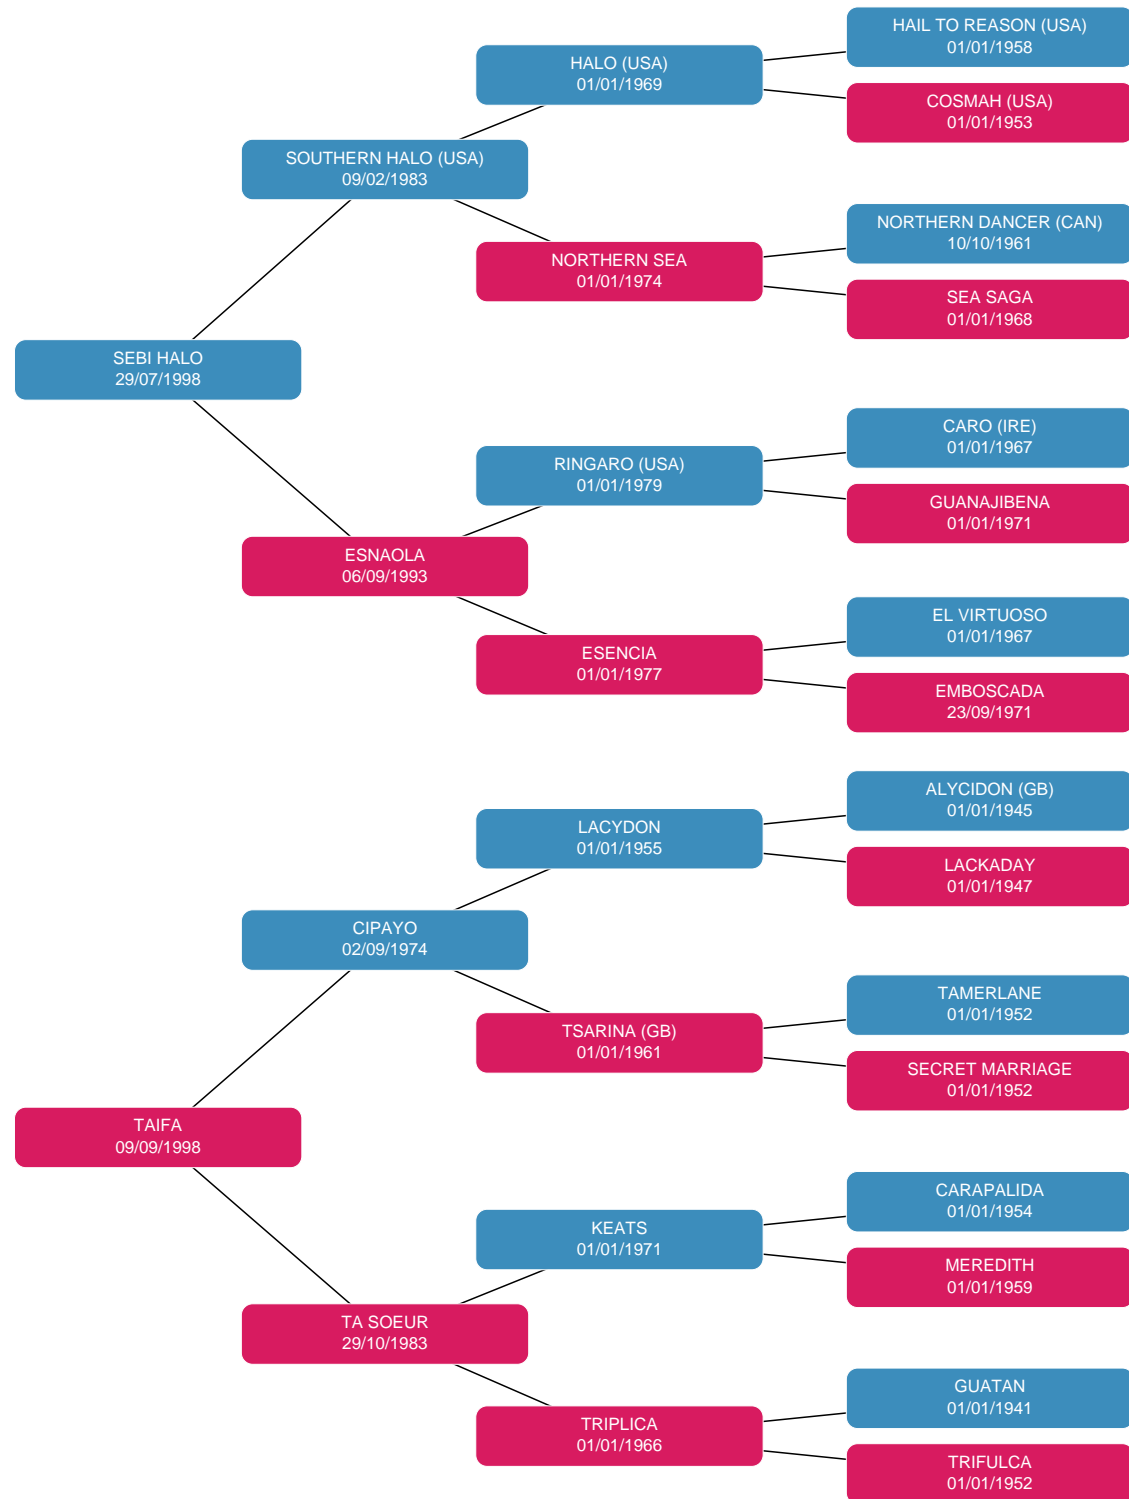 HAIL TO REASON (USA)
01/01/1958
HALO (USA)
01/01/1969
COSMAH (USA)
01/01/1953
SOUTHERN HALO (USA)
09/02/1983
NORTHERN DANCER (CAN)
10/10/1961
NORTHERN SEA
01/01/1974
SEA SAGA
01/01/1968
SEBI HALO
29/07/1998
CARO (IRE)
01/01/1967
RINGARO (USA)
01/01/1979
GUANAJIBENA
01/01/1971
ESNAOLA
06/09/1993
EL VIRTUOSO
01/01/1967
ESENCIA
01/01/1977
EMBOSCADA
23/09/1971
ALYCIDON (GB)
01/01/1945
LACYDON
01/01/1955
LACKADAY
01/01/1947
CIPAYO
02/09/1974
TAMERLANE
01/01/1952
TSARINA (GB)
01/01/1961
SECRET MARRIAGE
01/01/1952
TAIFA
09/09/1998
CARAPALIDA
01/01/1954
KEATS
01/01/1971
MEREDITH
01/01/1959
TA SOEUR
29/10/1983
GUATAN
01/01/1941
TRIPLICA
01/01/1966
TRIFULCA
01/01/1952